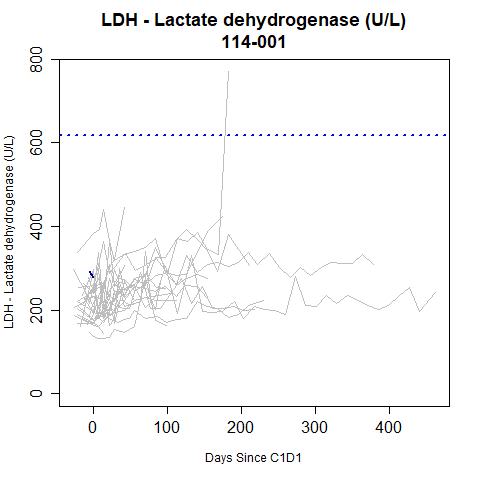 LDH - Lactate dehydrogenase (U/L)
114-001
LDH - Lactate dehydrogenase (U/L)
800
600
400
200
0
0 100 200 300 400
Days Since C1D1